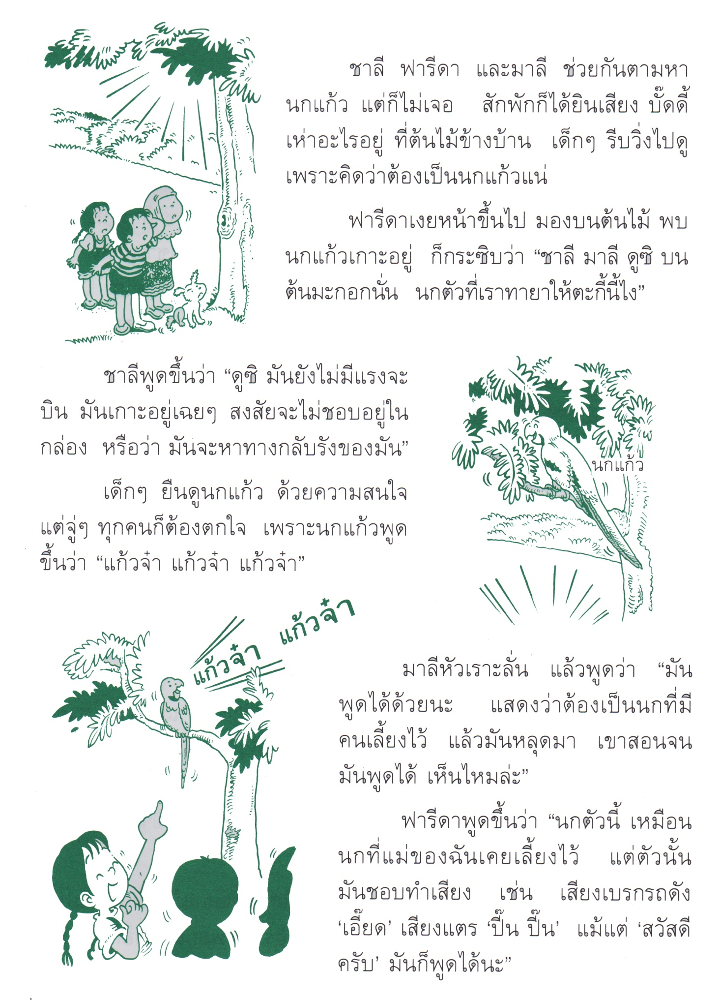 ชาลี ฟารีดา และมาลี ช่วยกันตามหา
นกแก้ว แต่ก็ไม่เจอ สักพักก็ได้ยินเสียง บั๊ดดี้
เห่าอะไรอยู่ ที่ต้นไม้ข้างบ้าน เด็กๆ รีบวิ่งไปดู
เพราะคิดว่าต้องเป็นนกแก้วแน่
ฟารีดาเงยหน้าขึ้นไป มองบนต้นไม้ พบ
นกแก้วเกาะอยู่ ก็กระซิบว่า “ชาลี มาลี ดูซิ บน
ต้นมะกอกนั่น นกตัวที่เราทายาให้ตะกี้นี้ไง”
ชาลีพูดขึ้นว่า “ดูซิ มันยังไม่มีแรงจะ
บิน มันเกาะอยู่เฉยๆ สงสัยจะไม่ชอบอยู่ใน
กล่อง หรือว่า มันจะหาทางกลับรังของมัน”
นกแก้ว
เด็กๆ ยืนดูนกแก้ว ด้วยความสนใจ
แต่จู่ๆ ทุกคนก็ต้องตกใจ เพราะนกแก้วพูด
ขึ้นว่า “แก้วจ๋า แก้วจ๋า แก้วจ๋า”
แก้วจ๋า แก้วจ๋า
มาลีหัวเราะลั่น แล้วพูดว่า “มัน
พูดได้ด้วยนะ แสดงว่าต้องเป็นนกที่มี
คนเลี้ยงไว้ แล้วมันหลุดมา เขาสอนจน
มันพูดได้ เห็นไหมล่ะ”
ฟารีดาพูดขึ้นว่า “นกตัวนี้ เหมือน
นกที่แม่ของฉันเคยเลี้ยงไว้ แต่ตัวนั้น
มันชอบทำเสียง เช่น เสียงเบรกรถดัง
‘เอี๊ยด’ เสียงแตร ‘ปี๊น ปี๊น’ แม้แต่ ‘สวัสดี
ครับ’ มันก็พูดได้นะ”